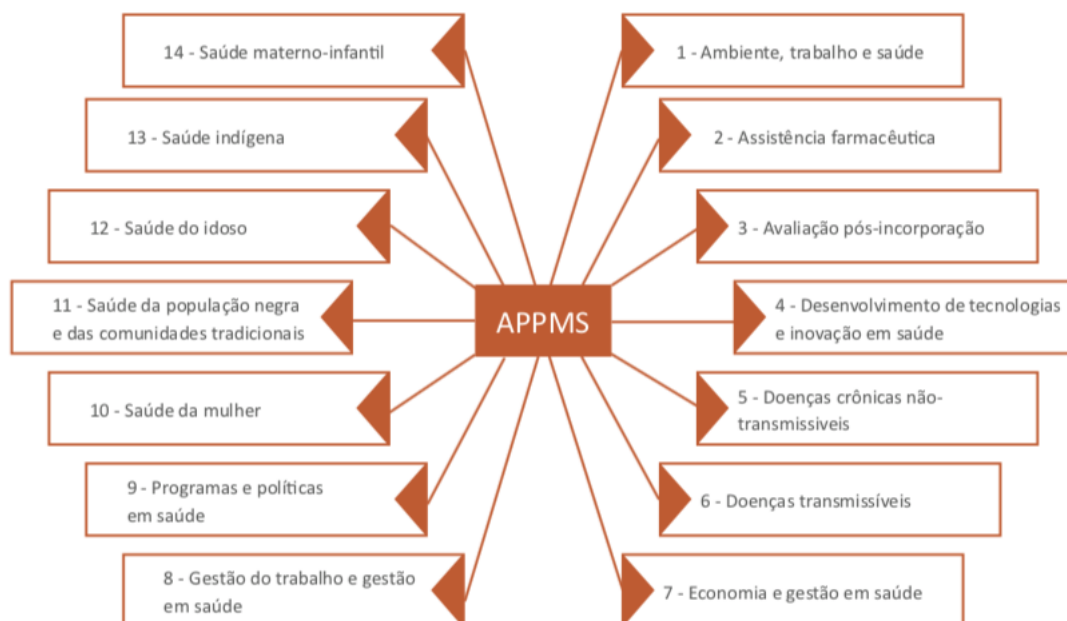 14 - Saúde materno-infantil
1 - Ambiente, trabalho e saúde
13 - Saúde indígena
2 - Assistência farmacêutica
12 - Saúde do idoso
3 - Avaliação pós-incorporação
11 - Saúde da população negra
e das comunidades tradicionais
APPMS
4 - Desenvolvimento de tecnologias
e inovação em saúde
10 - Saúde da mulher
5 - Doenças crônicas não-
transmissiveis
9 - Programas e políticas
em saúde
6 - Doenças transmissíveis
8 - Gestão do trabalho e gestão
em saúde
7 - Economia e gestão em saúde